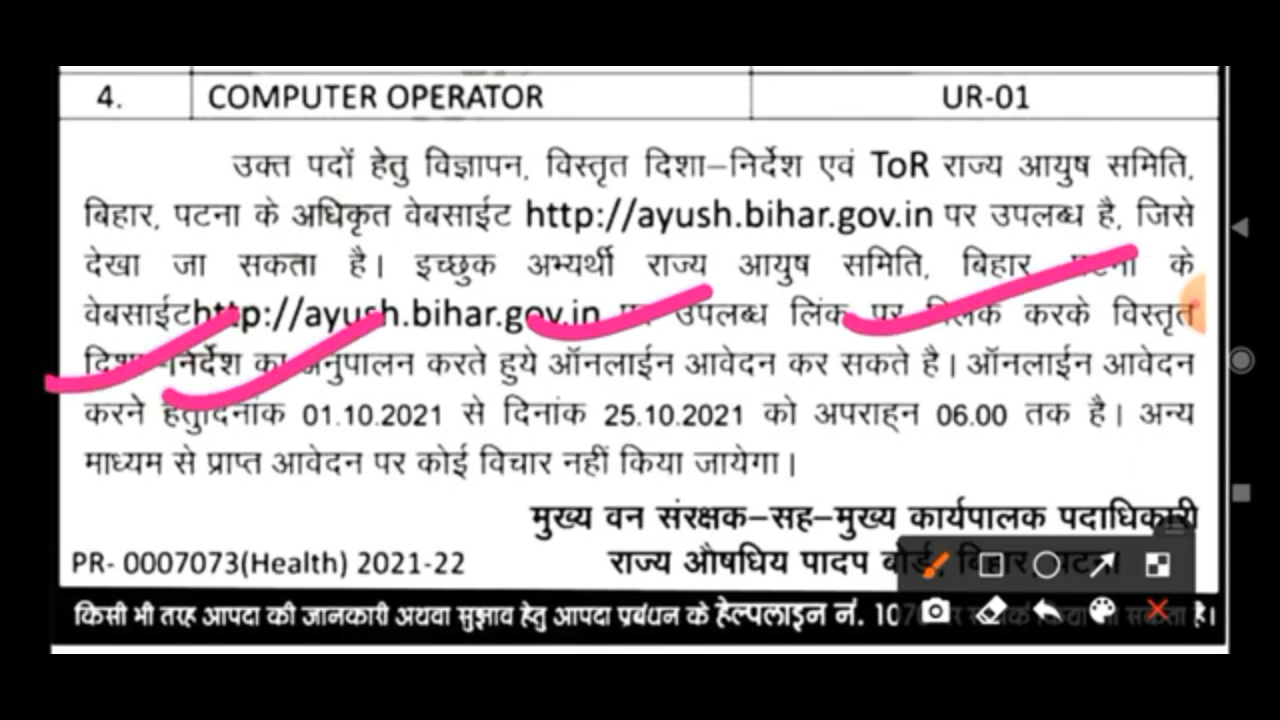 4. COMPUTER OPERATOR UR-01
उक्त पदों हेतु विज्ञापन, विस्तृत दिशा–निर्देश एवं ToR राज्य आयुष समिति,
बिहार, पटना के अधिकृत वेबसाईट http://ayush.bihar.gov.in पर उपलब्ध है, जिसे
देखा जा सकता है। इच्छुक अभ्यर्थी राज्य आयुष समिति, बिहार पटना के
वेबसाईटhttp://ayush.bihar.gov.in पर उपलब्ध लिंक पर क्लिक करके विस्तृत
दिशा–निर्देश का अनुपालन करते हुये ऑनलाईन आवेदन कर सकते है। ऑनलाईन आवेदन
करने हेतुदिनांक 01.10.2021 से दिनांक 25.10.2021 को अपराह्न 06.00 तक है। अन्य
माध्यम से प्राप्त आवेदन पर कोई विचार नहीं किया जायेगा।
मुख्य वन संरक्षक–सह–मुख्य कार्यपालक पदाधिकारी
PR- 0007073(Health) 2021-22 राज्य औषधिय पादप बोर्ड, बिहार, पटना
किसी भी तरह आपदा की जानकारी अथवा सुझाव हेतु आपदा प्रबंधन के हेल्पलाइन नं. है।